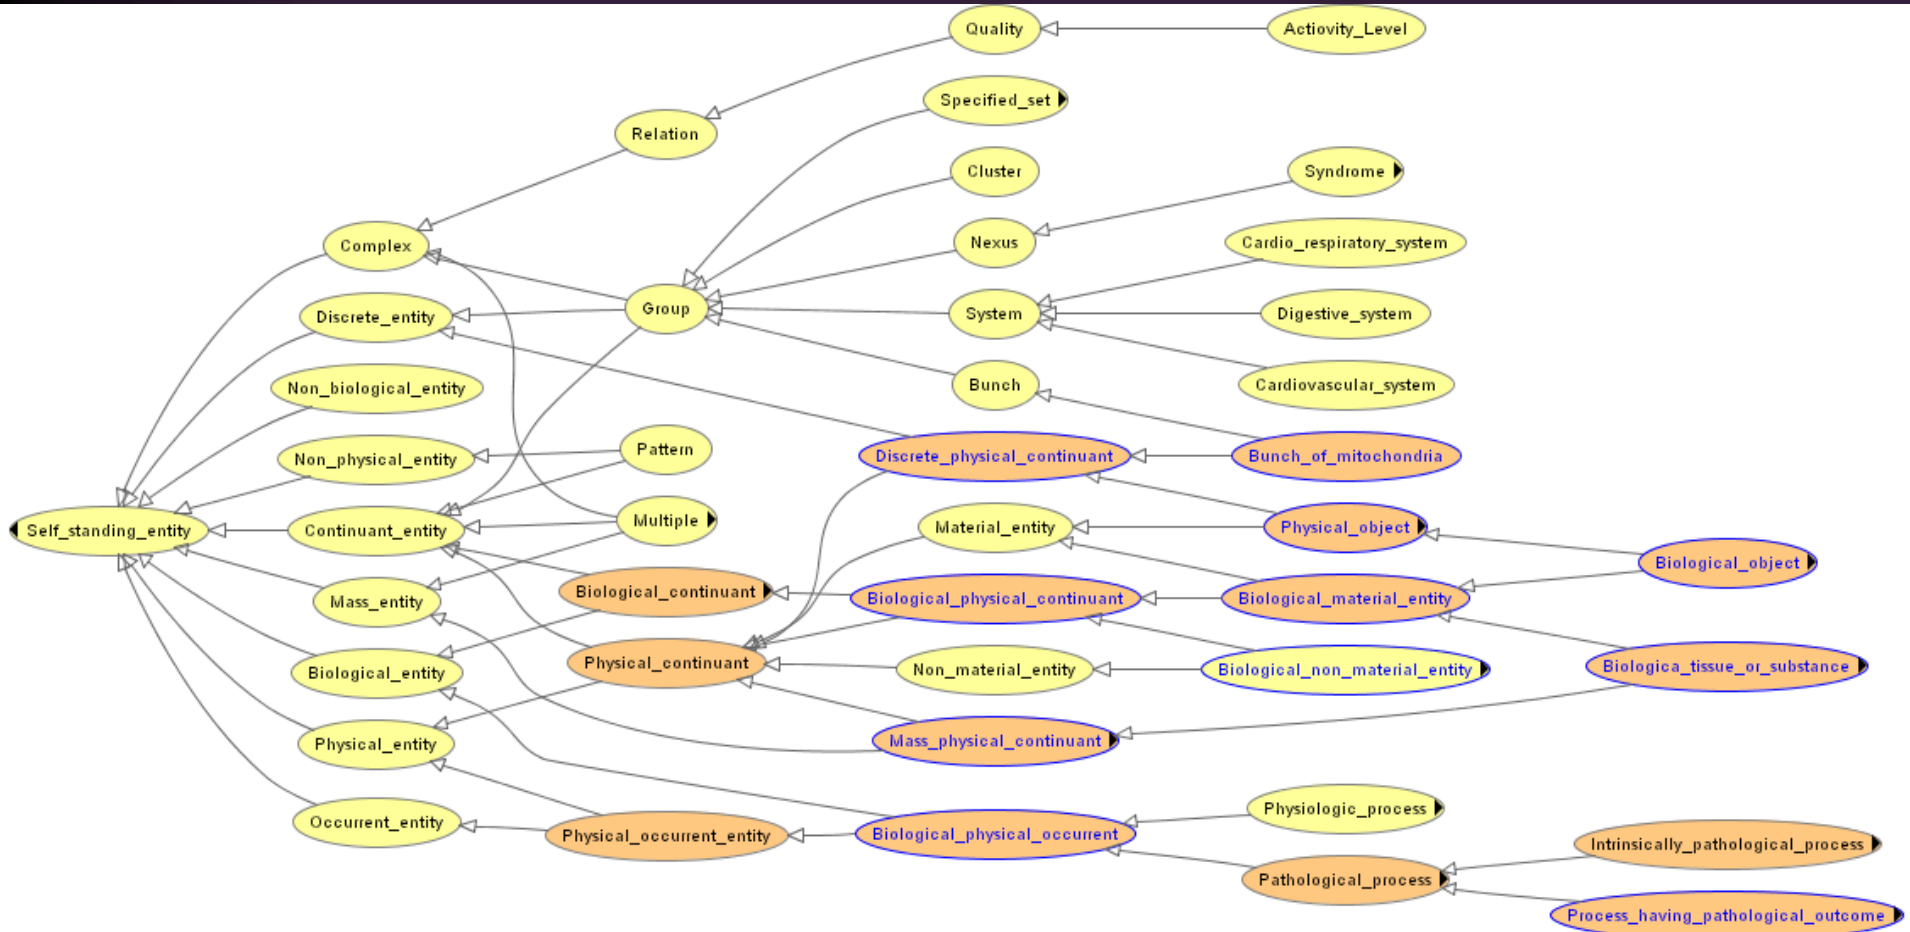 Quality
Actiovity_Level
Specified_set
Relation
Cluster
Syndrome
Complex
Nexus
Cardio_respiratory_system
Discrete_entity
Group
System
Digestive_system
Non_biological_entity
Bunch
Cardiovascular_system
Non_physical_entity
Pattern
Discrete_physical_continuant
Bunch_of_mitochondria
Self_standing_entity
Continuant_entity
Multiple
Material_entity
Physical_object
Biological_object
Mass_entity
Biological_continuant
Biological_physical_continuant
Biological_material_entity
Biological_entity
Physical_continuant
Non_material_entity
Biological_non_material_entity
Biologica_tissue_or_substance
Physical_entity
Mass_physical_continuant
Occurrent_entity
Physical_occurrent_entity
Biological_physical_occurrent
Physiologic_process
Intrinsically_pathological_process
Pathological_process
Process_having_pathological_outcome